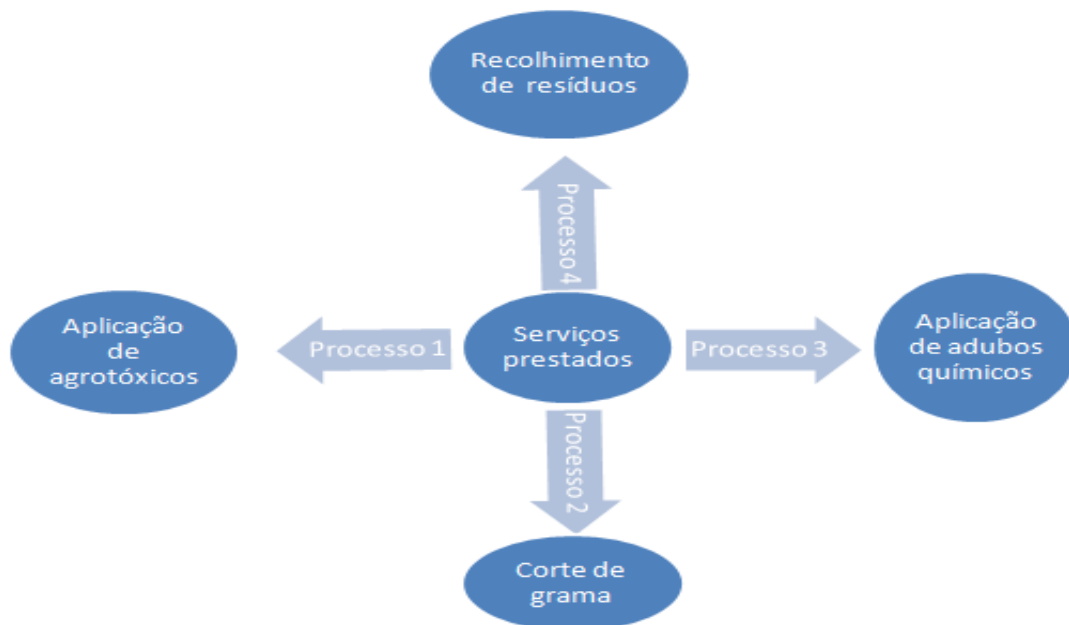 Recolhimento
de resíduos
Processo 4
Aplicação
de
agrotóxicos
Processo 1
Serviços
prestados
Processo 3
Aplicação
de adubos
químicos
Processo 2
Corte de
grama